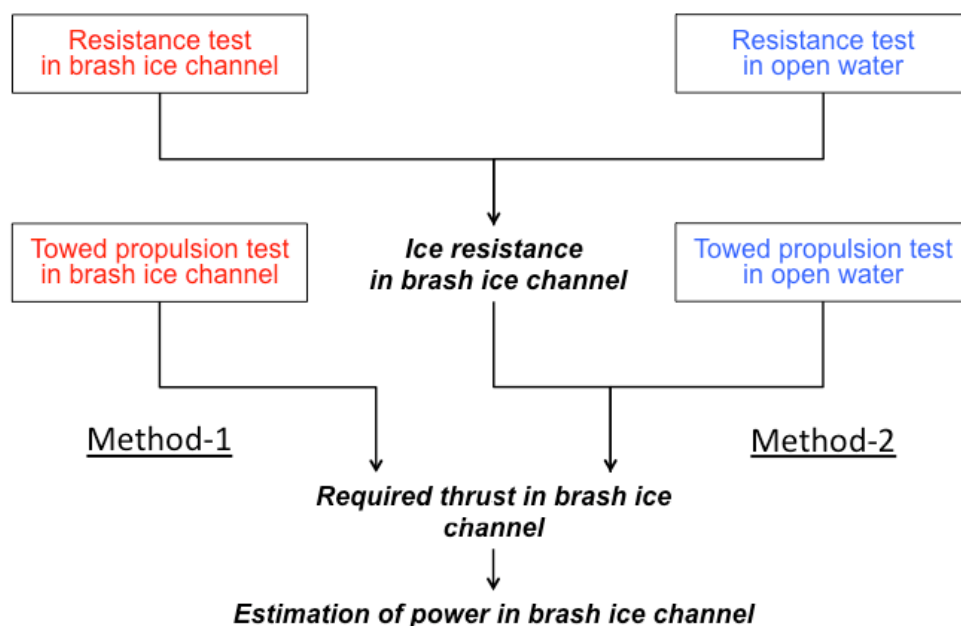 Resistance test
in brash ice channel
Resistance test
in open water
Towed propulsion test
in brash ice channel
Ice resistance
in brash ice channel
Towed propulsion test
in open water
Method-1
Method-2
Required thrust in brash ice
channel
Estimation of power in brash ice channel